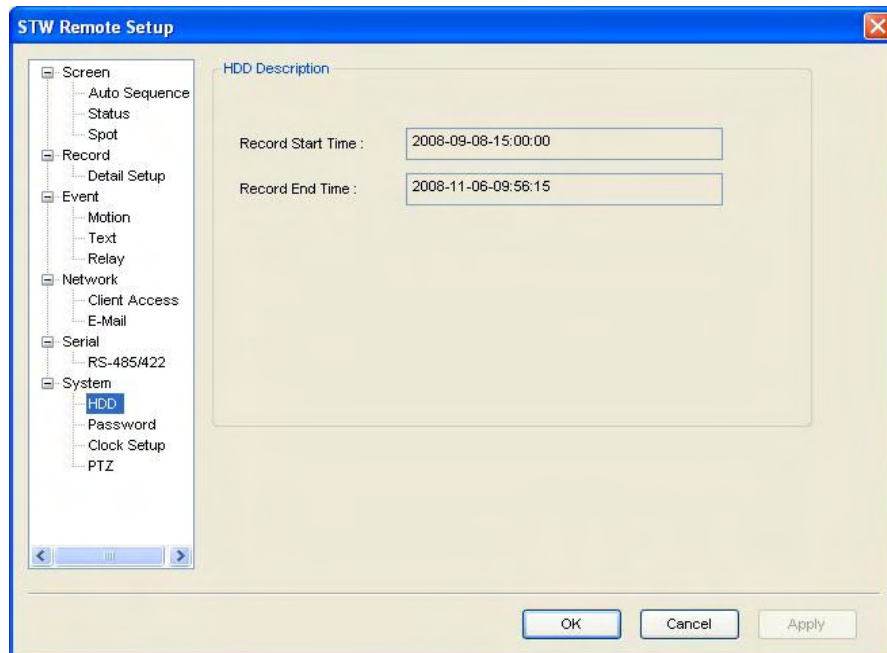 STW Remote Setup
Screen
Auto Sequence
Status
Spot
Record
Detail Setup
Event
Motion
Text
Relay
Network
Client Access
E-Mail
Serial
RS-485/422
System
HDD
Password
Clock Setup
PTZ
HDD Description
Record Start Time :
2008-09-08-15:00:00
Record End Time :
2008-11-06-09:56:15
OK
Cancel
Apply